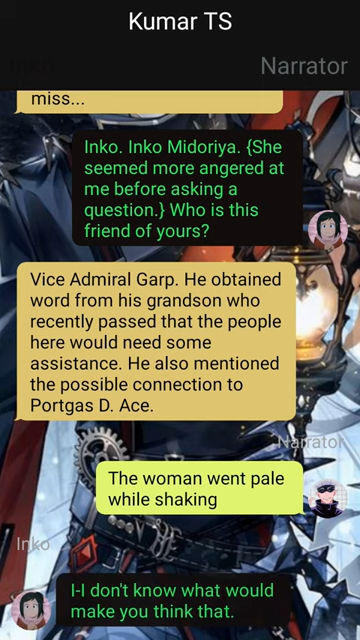 Kumar TS
Inko
Narrator
miss...
Inko. Inko Midoriya. {She
seemed more angered at
me before asking a
question.} Who is this
friend of yours?
Vice Admiral Garp. He obtained
word from his grandson who
recently passed that the people
here would need some
assistance. He also mentioned
the possible connection to
Portgas D. Ace.
Narrator
The woman went pale
while shaking
Inko
I-I don't know what would
make you think that.